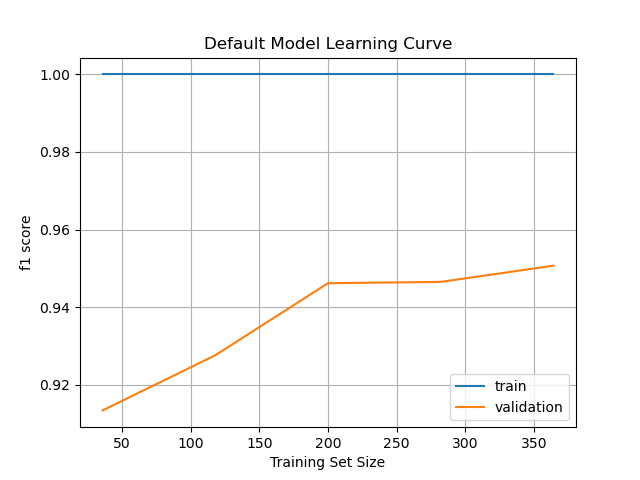 Default Model Learning Curve
1.00
0.98
0.96
0.94
0.92
f1 score
50 100 150 200 250 300 350
Training Set Size
train
validation